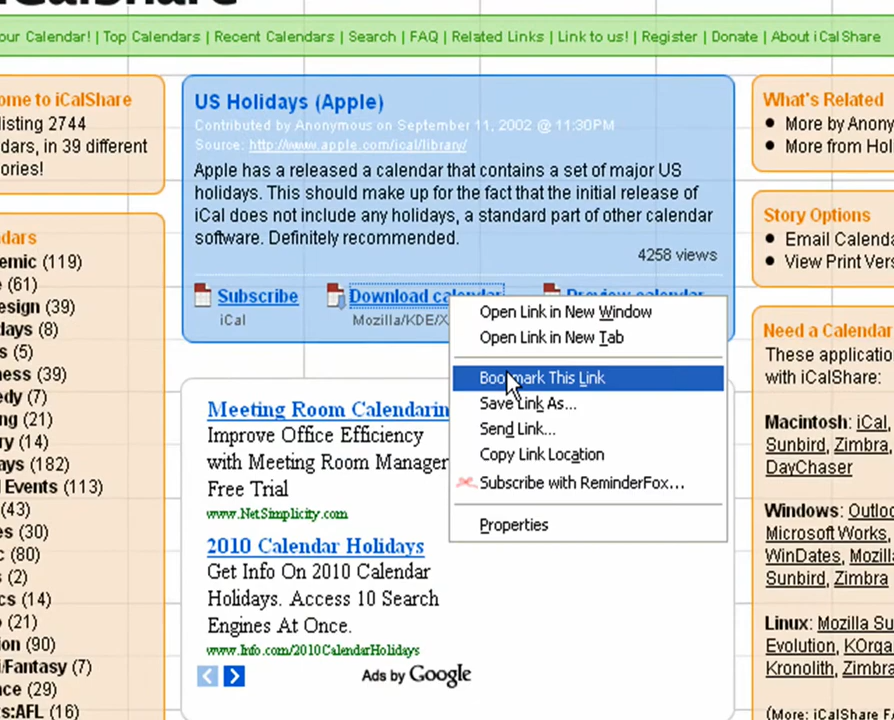 iCalShare
our Calendar! | Top Calendars | Recent Calendars | Search | FAQ | Related Links | Link to us! | Register | Donate | About iCalShare
ome to iCalShare
listing 2744
dars, in 39 different
ories!
dars
emic (119)
e (61)
esign (39)
days (8)
s (5)
ness (39)
edy (7)
ng (21)
ry (14)
ays (182)
l Events (113)
(43)
es (30)
c (80)
s (2)
cs (14)
o (21)
ion (90)
i/Fantasy (7)
nce (29)
ts:AFL (16)
US Holidays (Apple)
Contributed by Anonymous on September 11, 2002 @ 11:30PM
Source: http://www.apple.com/ical/library/
Apple has a released a calendar that contains a set of major US
holidays. This should make up for the fact that the initial release of
iCal does not include any holidays, a standard part of other calendar
software. Definitely recommended.
4258 views
Subscribe
iCal
Download calendar
Mozilla/KDE/X
Preview calendar
Open Link in New Window
Open Link in New Tab
Bookmark This Link
Save Link As...
Send Link...
Copy Link Location
Subscribe with ReminderFox...
Properties
Meeting Room Calendarin
Improve Office Efficiency
with Meeting Room Manager
Free Trial
www.NetSimplicity.com
2010 Calendar Holidays
Get Info On 2010 Calendar
Holidays. Access 10 Search
Engines At Once.
www.Info.com/2010CalendarHolidays
Ads by Google
What's Related
More by Anony
More from Hol
Story Options
Email Calenda
View Print Vers
Need a Calendar
These applicatio
with iCalShare:
Macintosh: iCal,
Sunbird, Zimbra,
DayChaser
Windows: Outloo
Microsoft Works,
WinDates, Mozill
Sunbird, Zimbra
Linux: Mozilla Su
Evolution, KOrga
Kronolith, Zimbra
(More: iCalShare F